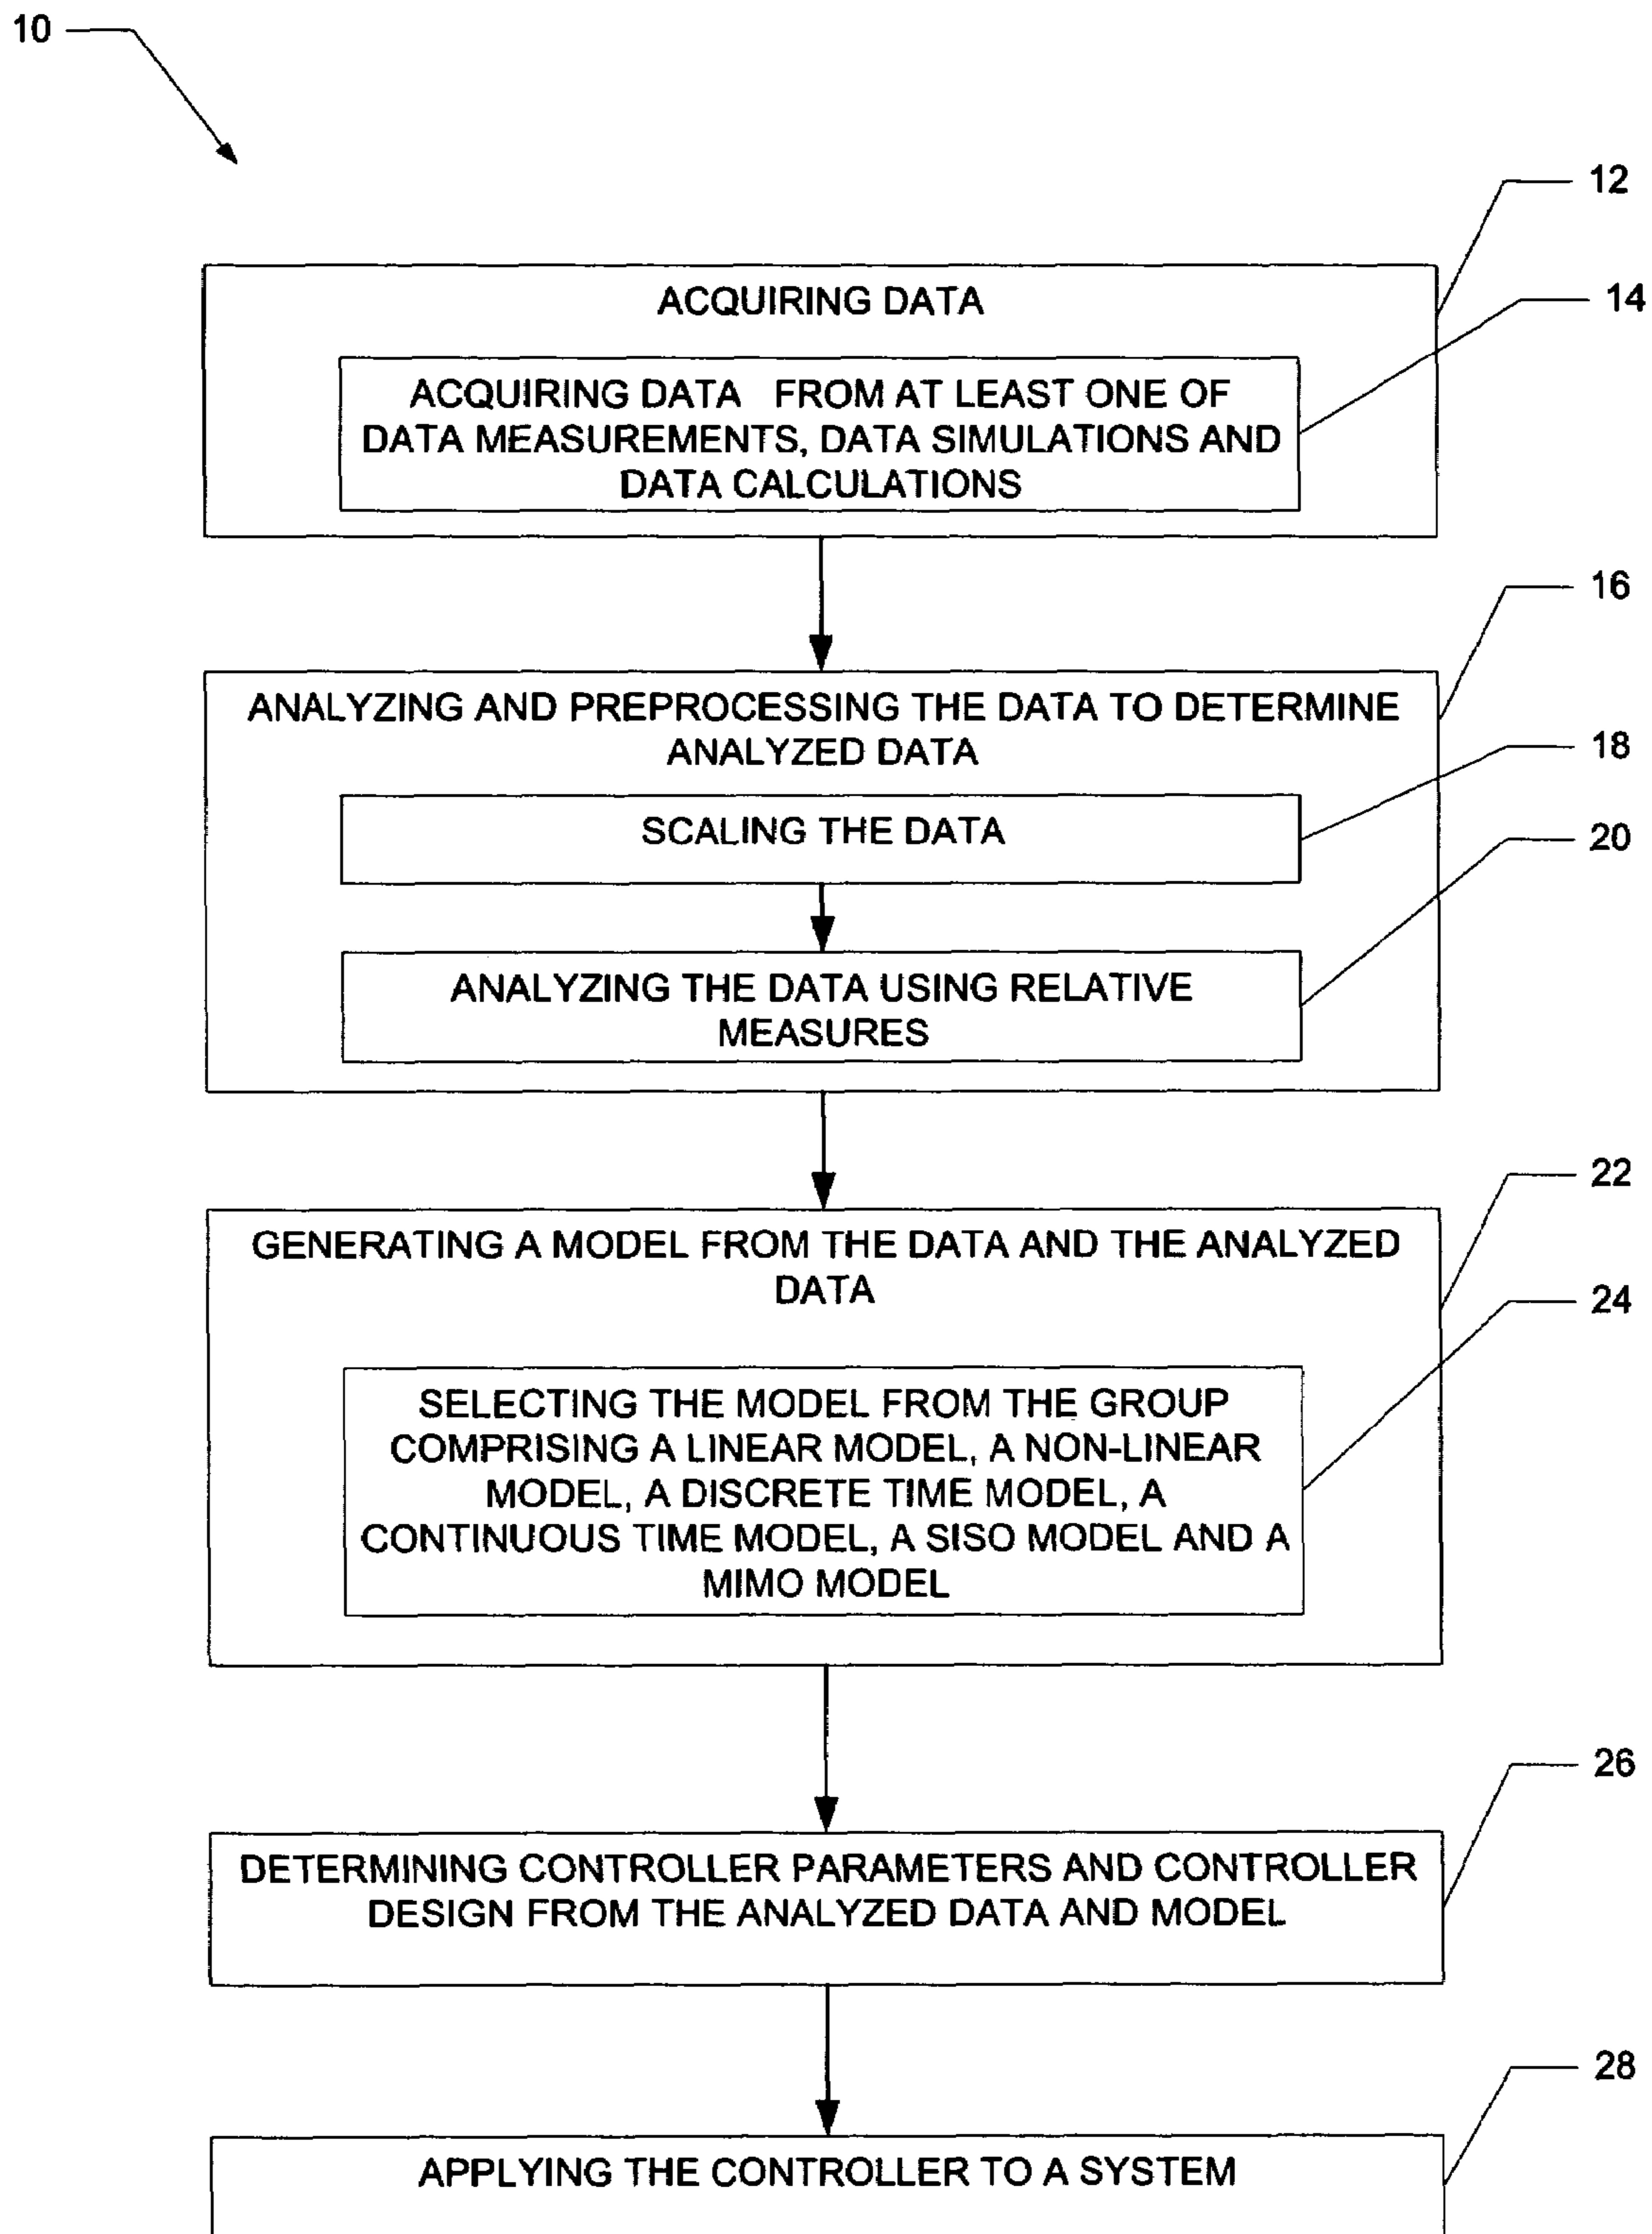 10
12
ACQUIRING DATA
14
ACQUIRING DATA FROM AT LEAST ONE OF
DATA MEASUREMENTS, DATA SIMULATIONS AND
DATA CALCULATIONS
16
ANALYZING AND PREPROCESSING THE DATA TO DETERMINE
ANALYZED DATA
18
SCALING THE DATA
20
ANALYZING THE DATA USING RELATIVE
MEASURES
22
GENERATING A MODEL FROM THE DATA AND THE ANALYZED
DATA
24
SELECTING THE MODEL FROM THE GROUP
COMPRISING A LINEAR MODEL, A NON-LINEAR
MODEL, A DISCRETE TIME MODEL, A
CONTINUOUS TIME MODEL, A SISO MODEL AND A
MIMO MODEL
26
DETERMINING CONTROLLER PARAMETERS AND CONTROLLER
DESIGN FROM THE ANALYZED DATA AND MODEL
28
APPLYING THE CONTROLLER TO A SYSTEM